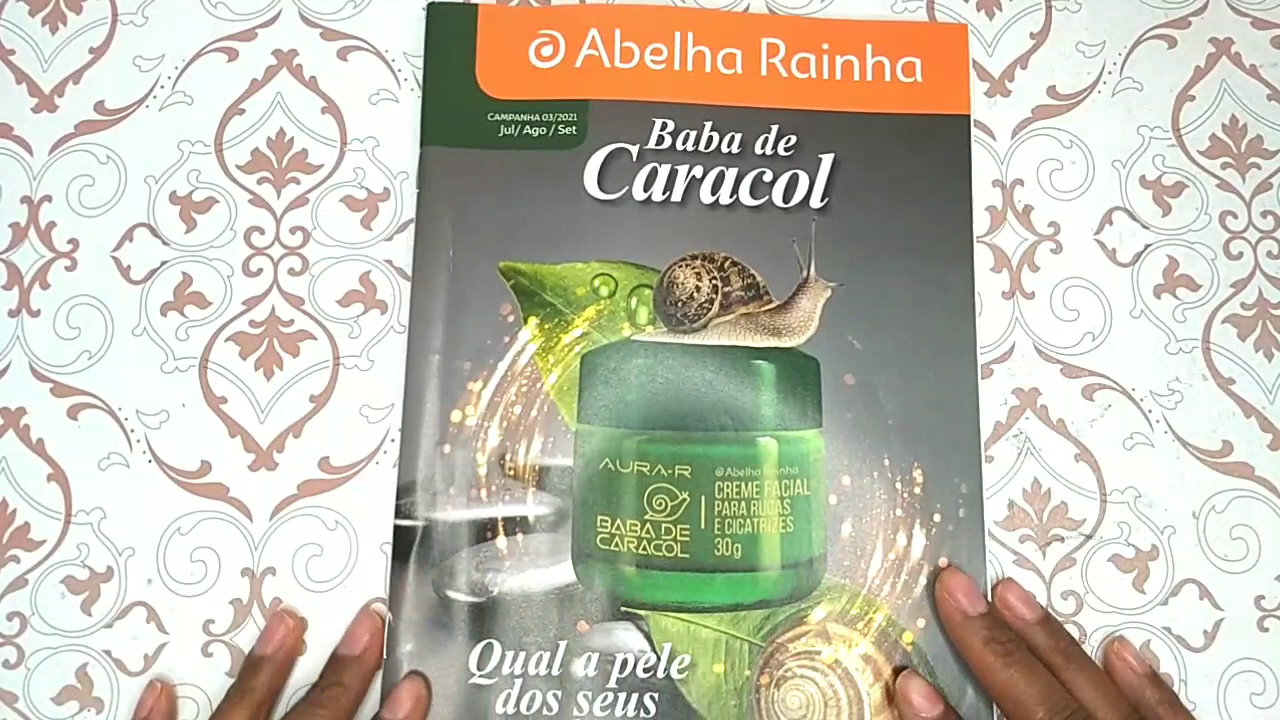 Abelha Rainha
CAMPANHA 03/2021
Jul/ Ago / Set
Baba de
Caracol
AURA-R
BABA DE
CARACOL
Abelha Rainha
CREME FACIAL
PARA RUGAS
E CICATRIZES
30g
Qual a pele
dos seus